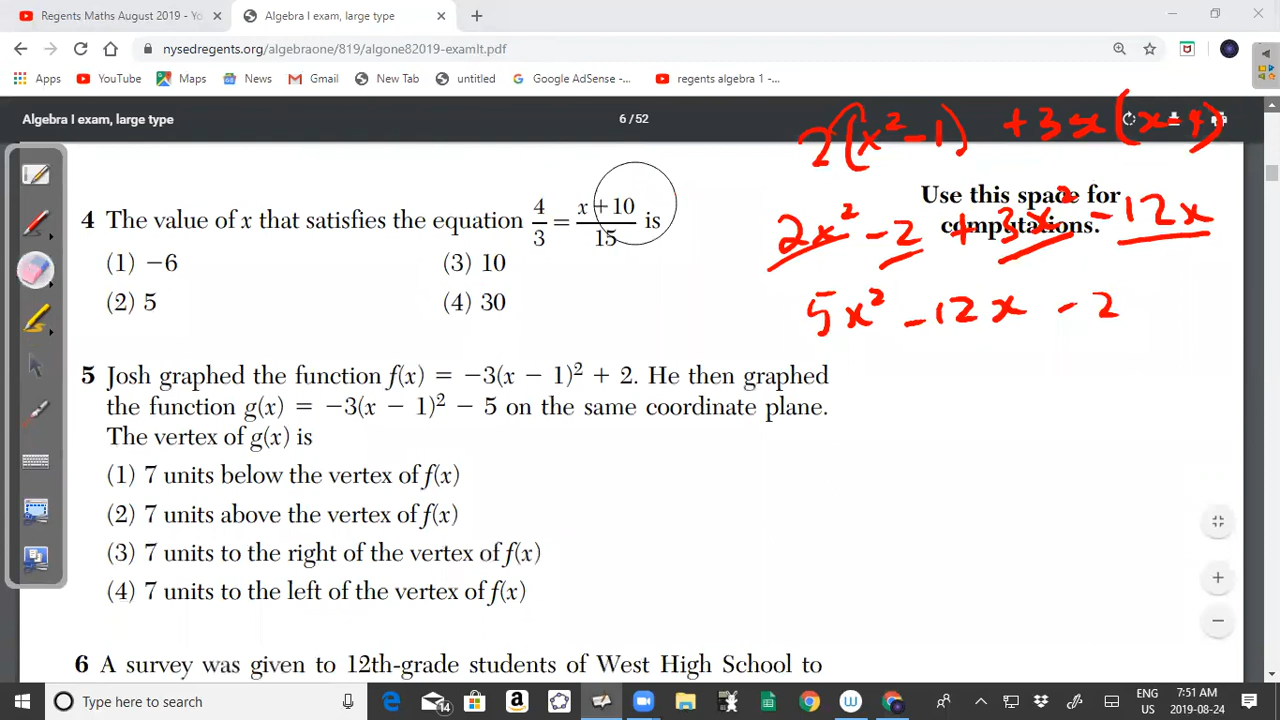 Regents Maths August 2019 - Yo
Algebra I exam, large type
nysedregents.org/algebraone/819/algone82019-examlt.pdf
Apps YouTube Maps News Gmail New Tab untitled Google AdSense -... regents algebra 1 -...
Algebra I exam, large type 6 / 52
2(x² - 1) + 3x(x-4)
Use this space for
computations.
2x² - 2 + 3x² - 12x
5x² - 12x - 2
4 The value of x that satisfies the equation 4/3 = x + 10/15 is
(1) −6 (3) 10
(2) 5 (4) 30
5 Josh graphed the function f(x) = −3(x − 1)² + 2. He then graphed
the function g(x) = −3(x − 1)² − 5 on the same coordinate plane.
The vertex of g(x) is
(1) 7 units below the vertex of f(x)
(2) 7 units above the vertex of f(x)
(3) 7 units to the right of the vertex of f(x)
(4) 7 units to the left of the vertex of f(x)
6 A survey was given to 12th-grade students of West High School to
Type here to search
14
ENG
US
7:51 AM
2019-08-24